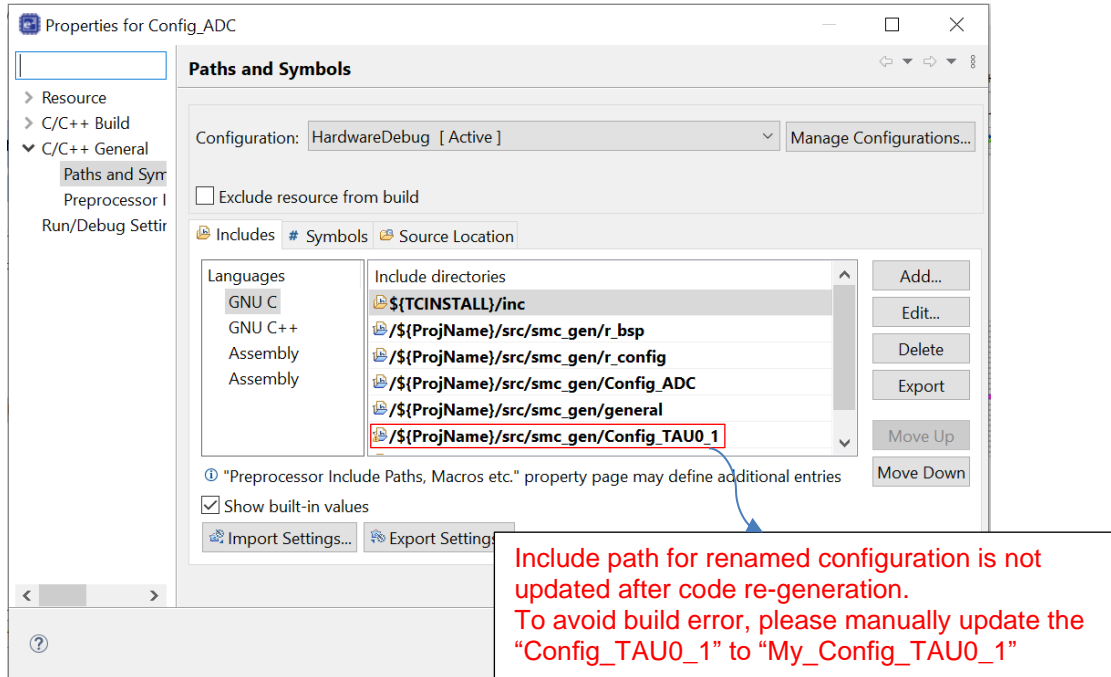 Properties for Config_ADC
Paths and Symbols
Resource
C/C++ Build
C/C++ General
Paths and Sym
Preprocessor I
Run/Debug Settir
Configuration: HardwareDebug [ Active ]
Manage Configurations...
Exclude resource from build
Includes # Symbols Source Location
Languages
GNU C
GNU C++
Assembly
Assembly
Include directories
${TCINSTALL}/inc
/${ProjName}/src/smc_gen/r_bsp
/${ProjName}/src/smc_gen/r_config
/${ProjName}/src/smc_gen/Config_ADC
/${ProjName}/src/smc_gen/general
/${ProjName}/src/smc_gen/Config_TAU0_1
Add...
Edit...
Delete
Export
Move Up
Move Down
"Preprocessor Include Paths, Macros etc." property page may define additional entries
Show built-in values
Import Settings...
Export Settings
Include path for renamed configuration is not
updated after code re-generation.
To avoid build error, please manually update the
“Config_TAU0_1” to “My_Config_TAU0_1”